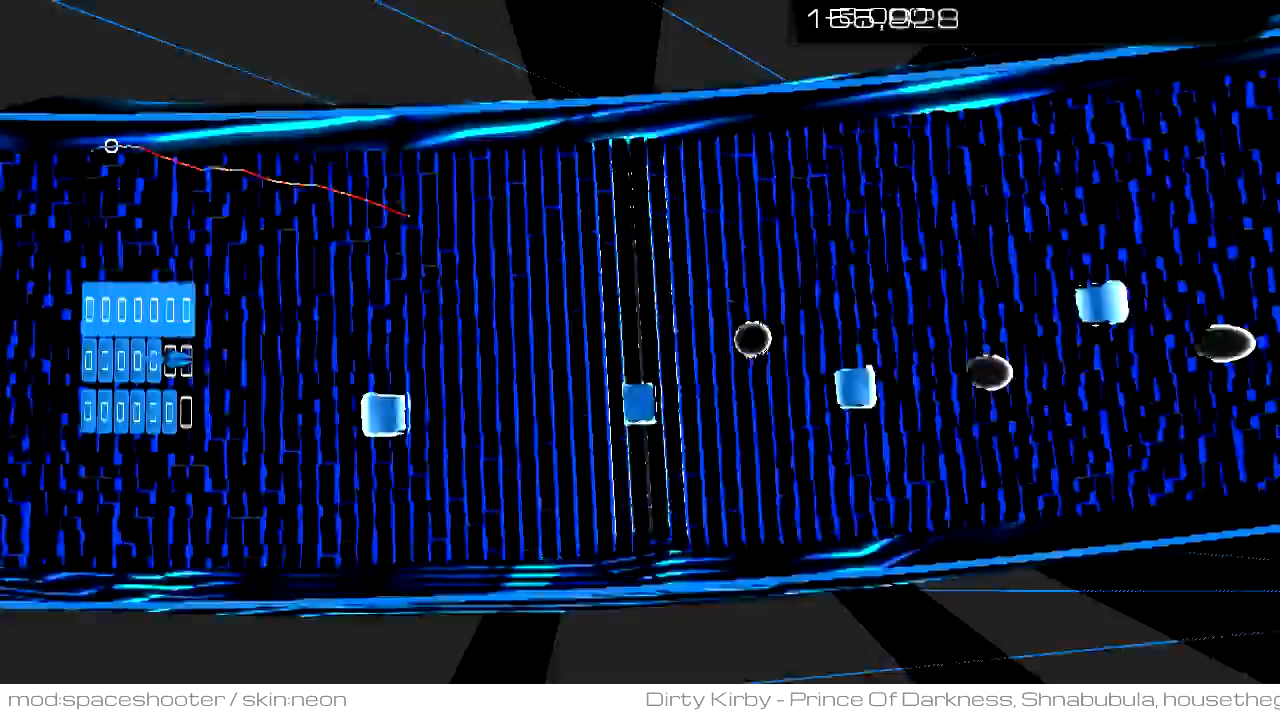 mod:spaceshooter / skin:neon
Dirty Kirby - Prince Of Darkness, Shnabubula, housetheg